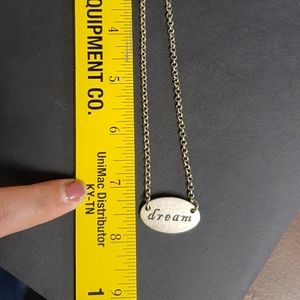 EQUIPMENT CO.
UniMac Distributor
KY-TN
1
4
5
6
7
8
9
dream